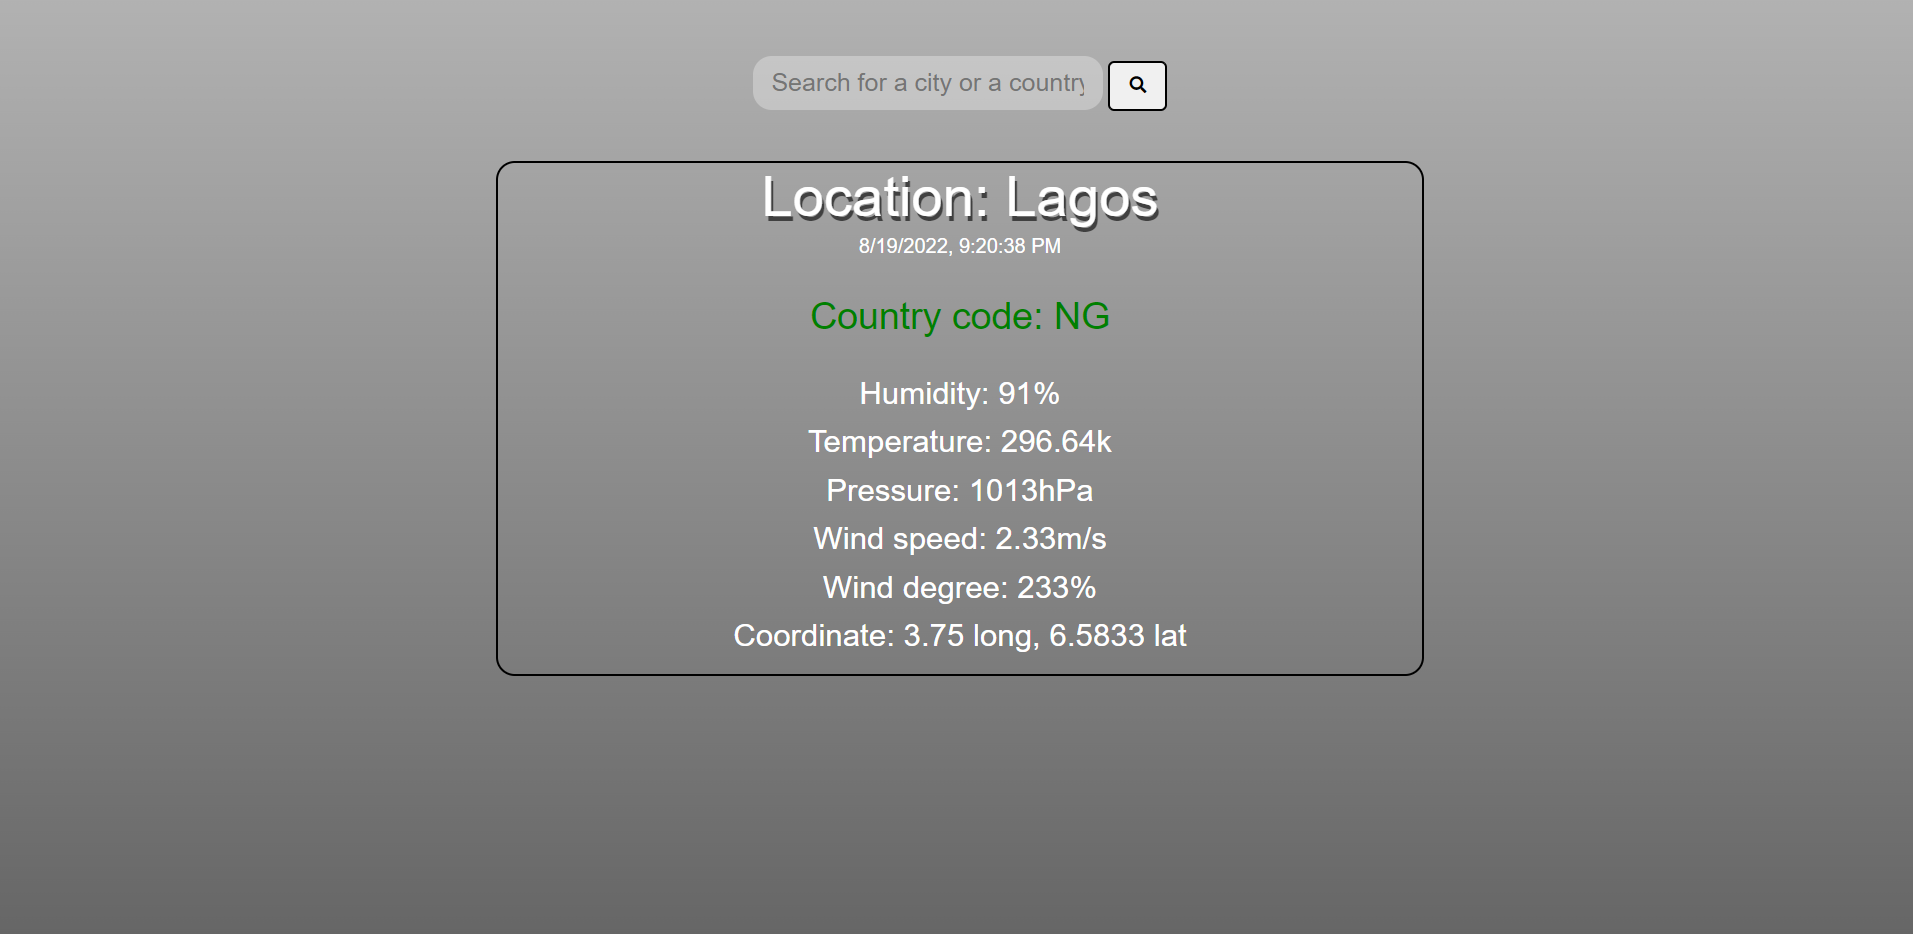 Search for a city or a country
Location: Lagos
8/19/2022, 9:20:38 PM
Country code: NG
Humidity: 91%
Temperature: 296.64k
Pressure: 1013hPa
Wind speed: 2.33m/s
Wind degree: 233%
Coordinate: 3.75 long, 6.5833 lat